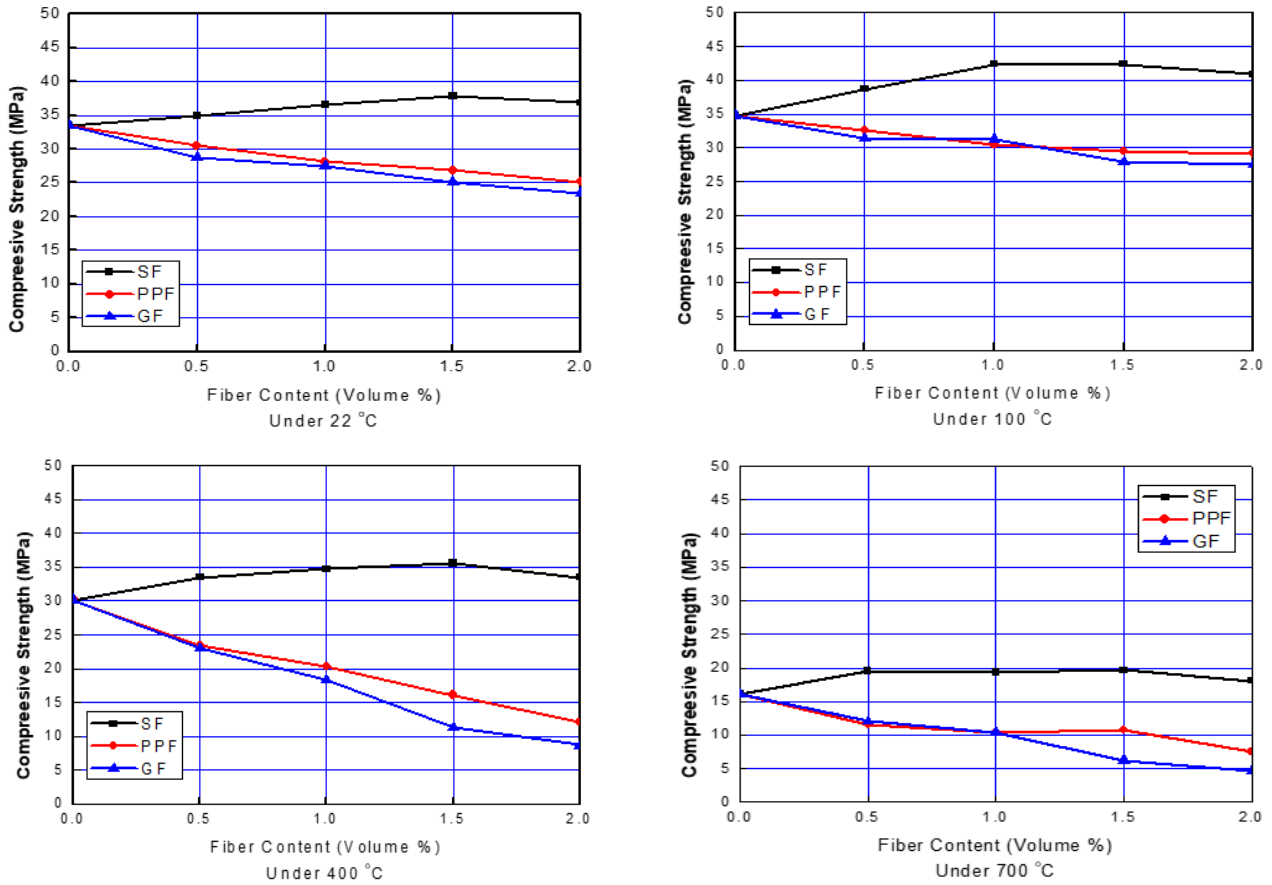 Compreesive Strength (MPa)
50
45
40
35
30
25
20
15
10
5
0
SF
PPF
GF
0.0 0.5 1.0 1.5 2.0
Fiber Content (Volume %)
Under 22 °C
Compreesive Strength (MPa)
50
45
40
35
30
25
20
15
10
5
0
SF
PPF
GF
0.0 0.5 1.0 1.5 2.0
Fiber Content (Volume %)
Under 100 °C
Compreesive Strength (MPa)
50
45
40
35
30
25
20
15
10
5
0
SF
PPF
GF
0.0 0.5 1.0 1.5 2.0
Fiber Content (Volume %)
Under 400 °C
Compreesive Strength (MPa)
50
45
40
35
30
25
20
15
10
5
0
SF
PPF
GF
0.0 0.5 1.0 1.5 2.0
Fiber Content (Volume %)
Under 700 °C